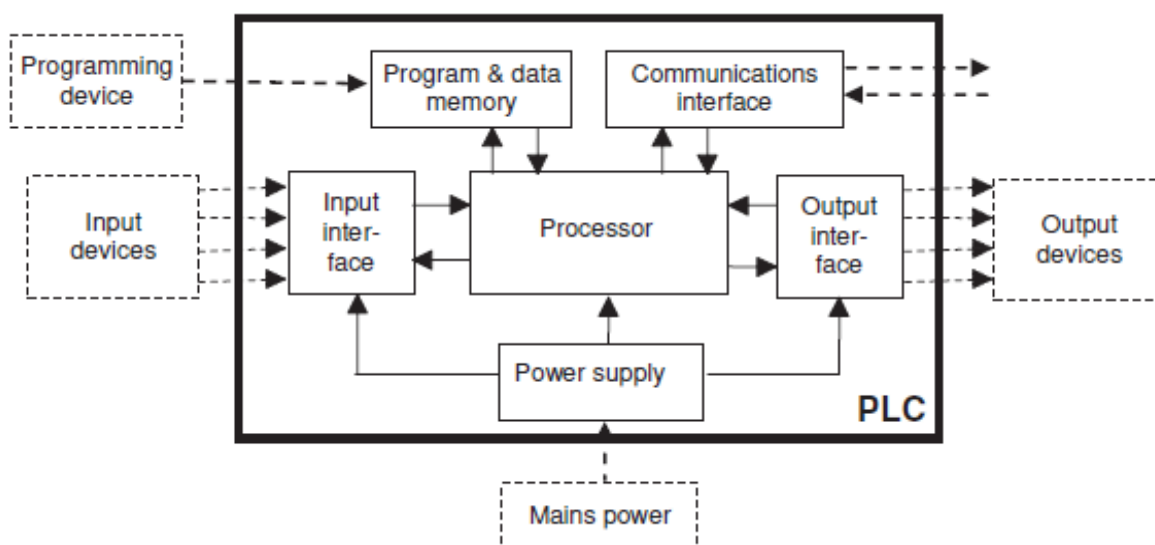 Programming
device
Program & data
memory
Communications
interface
Input
devices
Input
inter-
face
Processor
Output
inter-
face
Output
devices
Power supply
PLC
Mains power